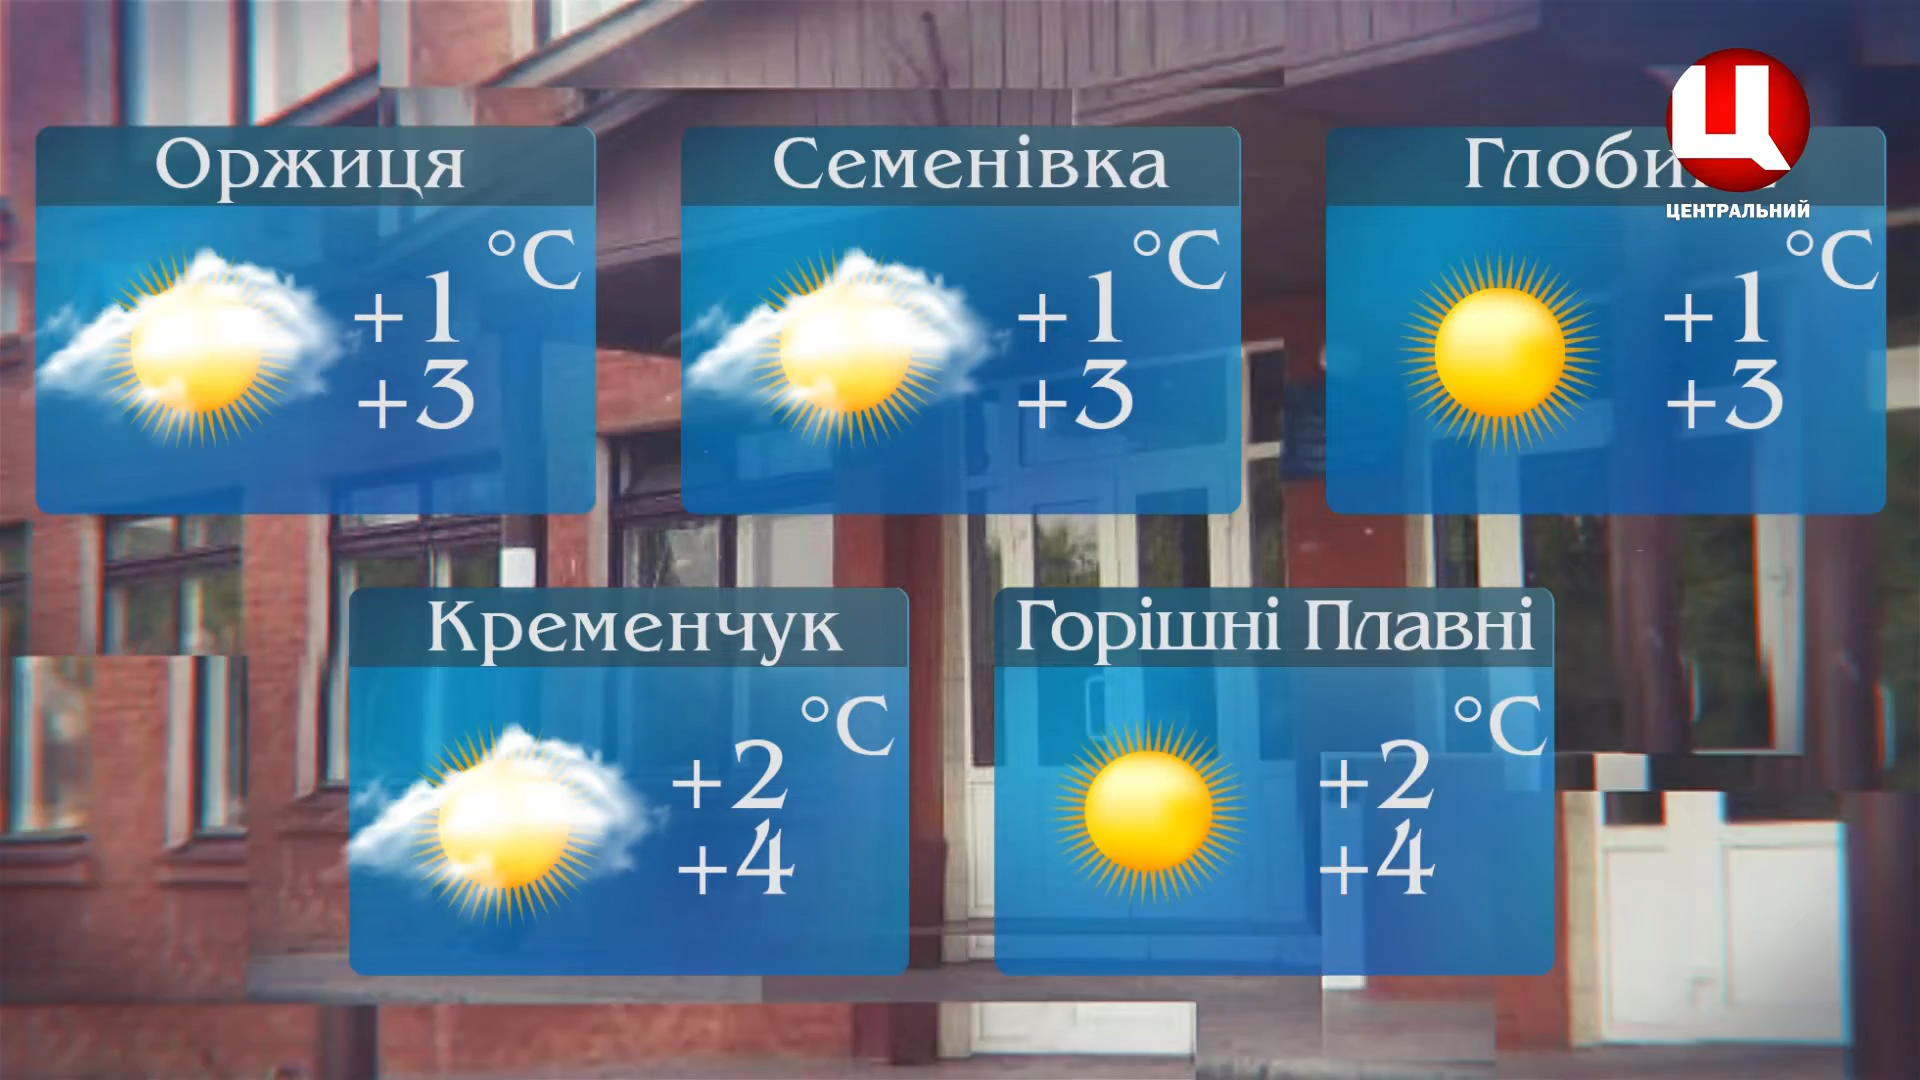 Оржиця
°C
+1
+3
Семенівка
°C
+1
+3
Ц
ЦЕНТРАЛЬНИЙ
°C
+1
+3
Кременчук
°C
+2
+4
Горішні Плавні
°C
+2
+4